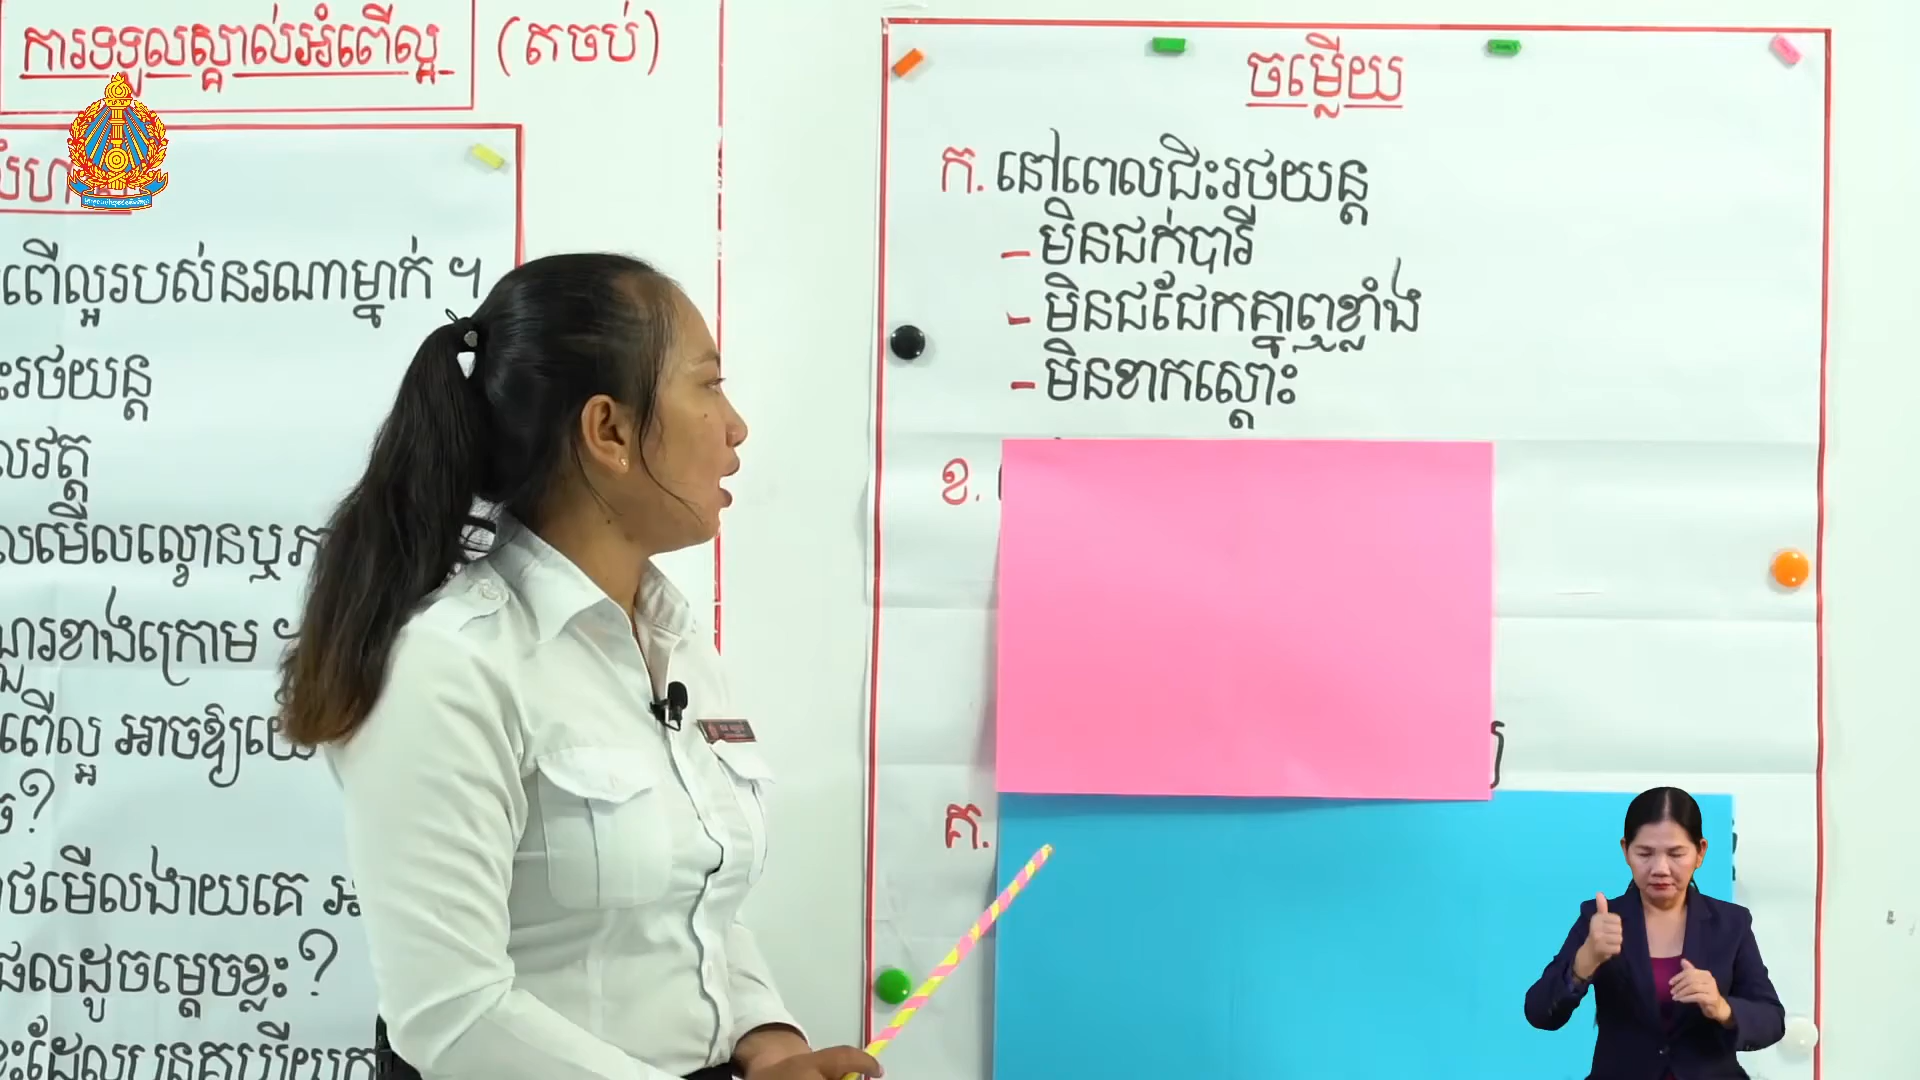 ការទទួលស្គាល់អំពើល្អ (តចប់)
ពើល្អរបស់នរណាម្នាក់ ។
ះរថយន្ត
លវត្ត
លមើលល្ខោនឬភ
ណួរខាងក្រោម ។
ពើល្អ អាចឱ្យយើ
ច?
ថមើលងាយគេ អ
ផលដូចម្ដេចខ្លះ?
ចម្លើយ
ក. នៅពេលជិះរថយន្ត
– មិនជក់បារី
– មិនជជែកគ្នាឮខ្លាំង
– មិនខាកស្ដោះ
ខ.
គ.